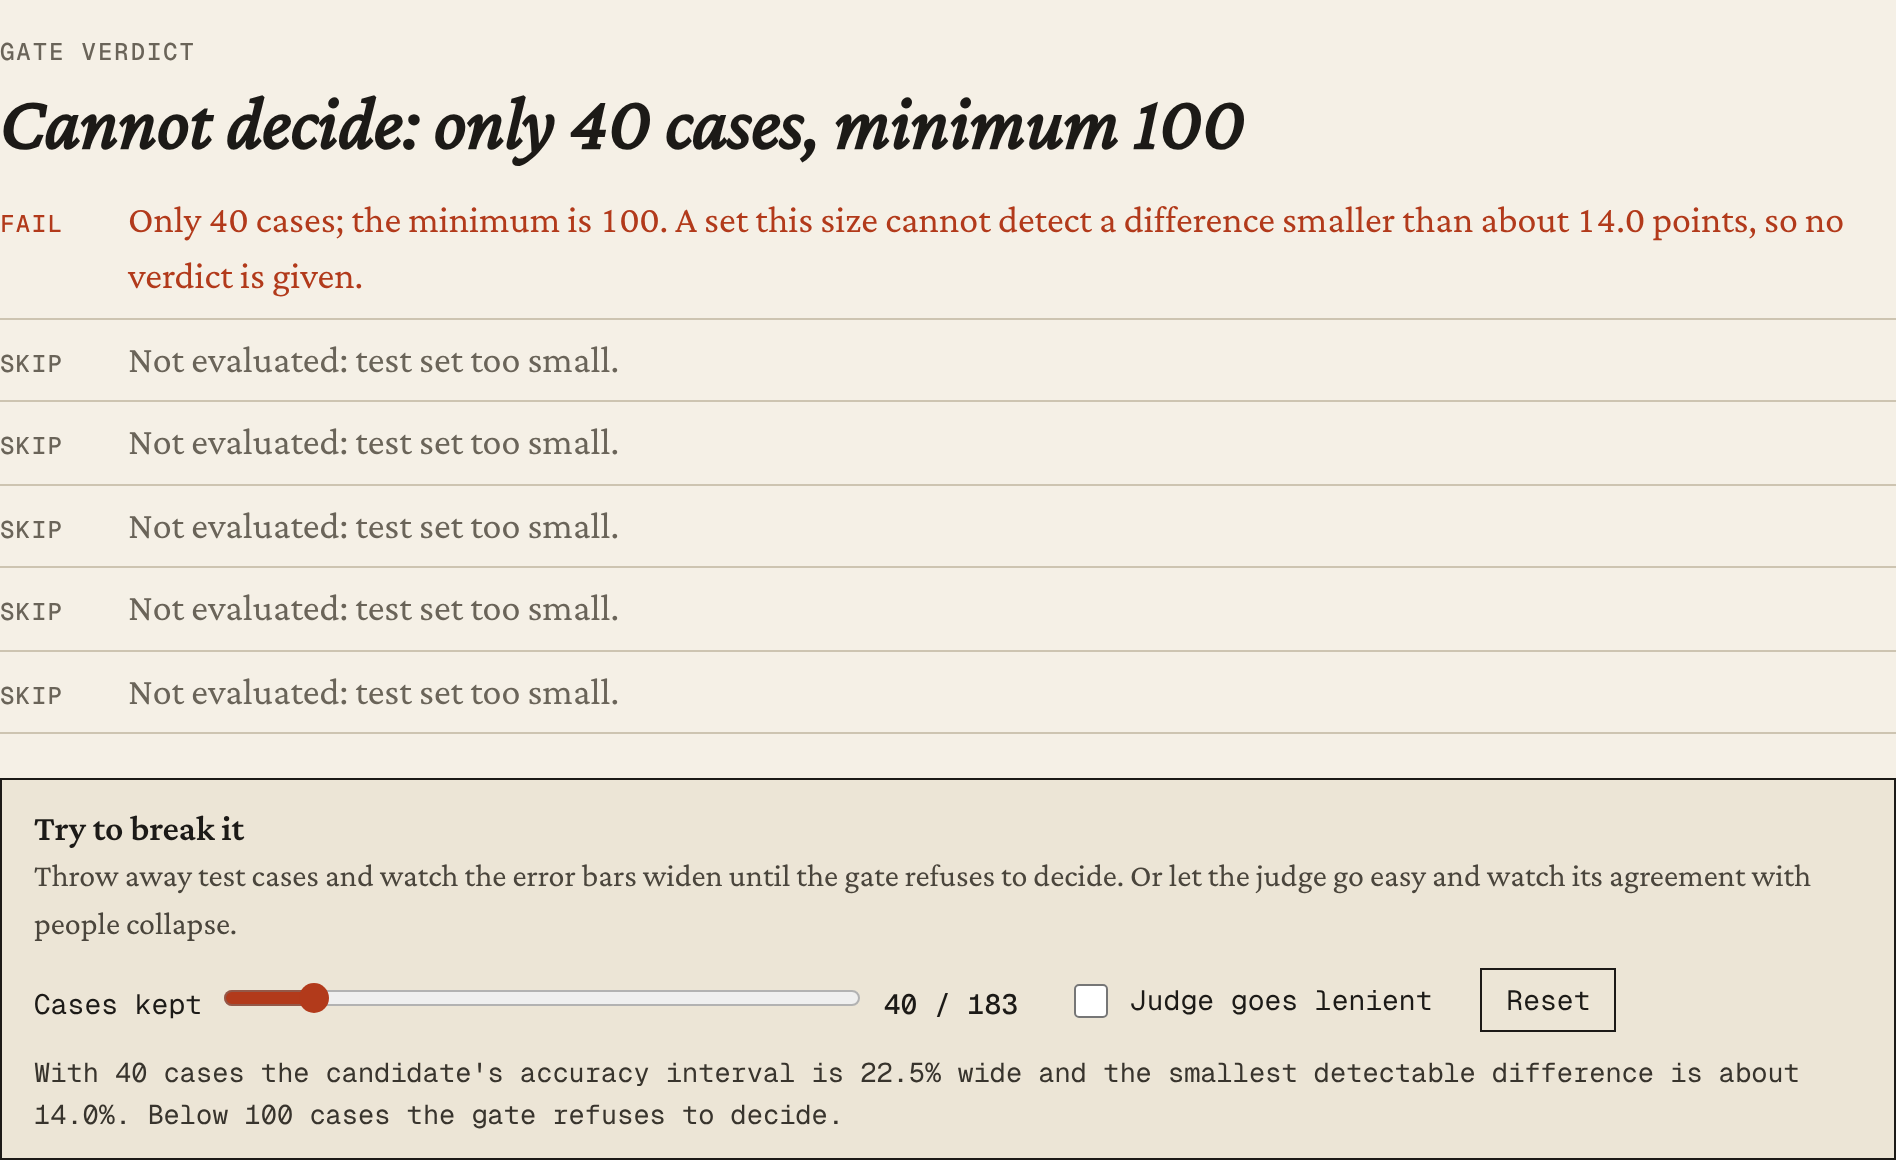 GATE VERDICT
Cannot decide: only 40 cases, minimum 100
FAIL Only 40 cases; the minimum is 100. A set this size cannot detect a difference smaller than about 14.0 points, so no
verdict is given.
SKIP Not evaluated: test set too small.
SKIP Not evaluated: test set too small.
SKIP Not evaluated: test set too small.
SKIP Not evaluated: test set too small.
SKIP Not evaluated: test set too small.
Try to break it
Throw away test cases and watch the error bars widen until the gate refuses to decide. Or let the judge go easy and watch its agreement with
people collapse.
Cases kept 40 / 183 Judge goes lenient Reset
With 40 cases the candidate's accuracy interval is 22.5% wide and the smallest detectable difference is about
14.0%. Below 100 cases the gate refuses to decide.